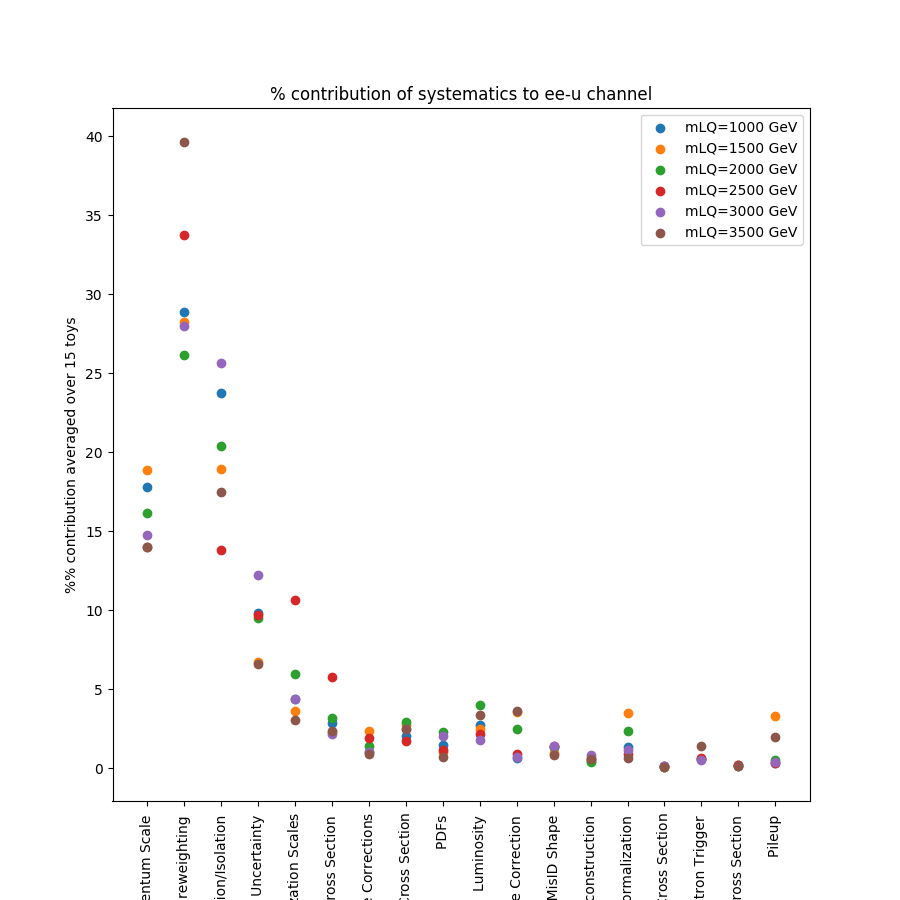 % contribution of systematics to ee-u channel
mLQ=1000 GeV
mLQ=1500 GeV
mLQ=2000 GeV
mLQ=2500 GeV
mLQ=3000 GeV
mLQ=3500 GeV
%% contribution averaged over 15 toys
40
35
30
25
20
15
10
5
0
entum Scale
reweighting
ion/Isolation
Uncertainty
zation Scales
ross Section
e Corrections
Cross Section
PDFs
Luminosity
e Correction
MisID Shape
construction
ormalization
Cross Section
tron Trigger
ross Section
Pileup